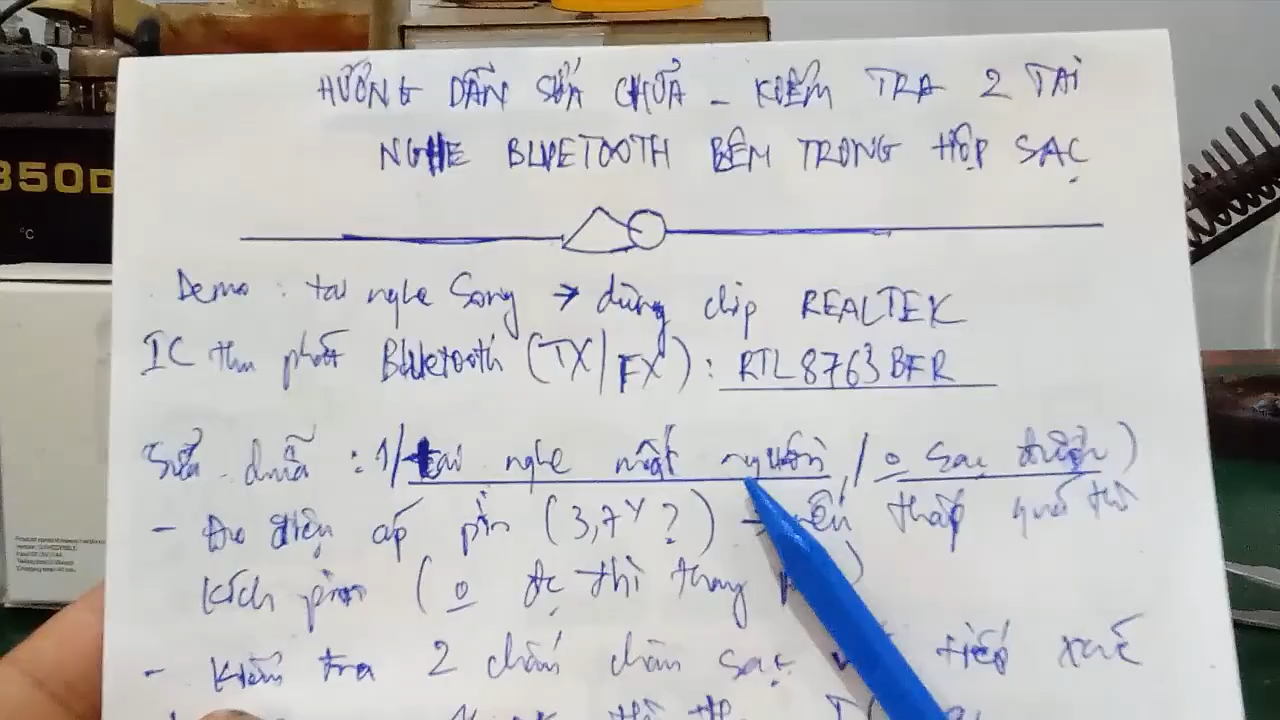 HƯỚNG DẪN SỬA CHỮA - KIỂM TRA 2 TAI
NGHE BLUETOOTH BÊN TRONG HỘP SẠC
850D
°C
Demo: tai nghe Sony → dùng chip REALTEK
IC thu phát Bluetooth (TX/FX): RTL8763BFR
Sửa chữa: 1/ tai nghe mất nguồn / o sạc được)
- Đo điện áp pin (3,7V?) → nếu thấp quá thì
kích pin (o đc thì thay
- Kiểm tra 2 chấu chân sạc tiếp xúc